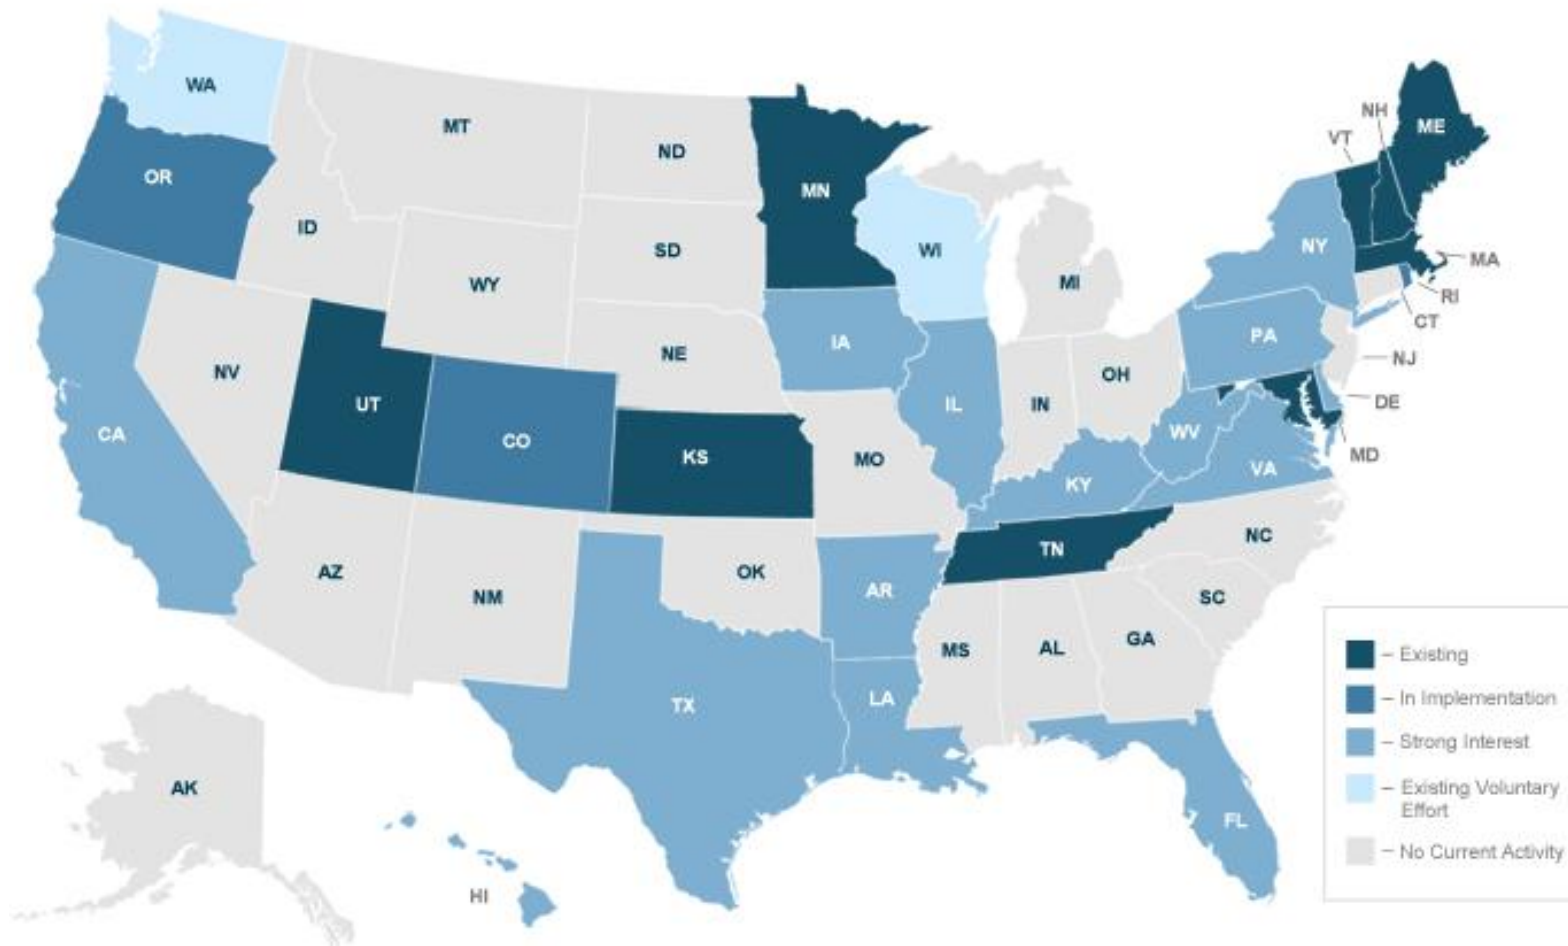 WA
MT
ND
MN
OR
ID
WY
SD
WI
MI
NH
VT
ME
NY
MA
RI
CT
NJ
PA
DE
MD
NV
UT
CO
NE
KS
IA
IL
IN
OH
MO
KY
WV
VA
CA
AZ
NM
OK
AR
TN
NC
SC
MS
AL
GA
TX
LA
FL
AK
HI
– Existing
– In Implementation
– Strong Interest
– Existing Voluntary
Effort
– No Current Activity